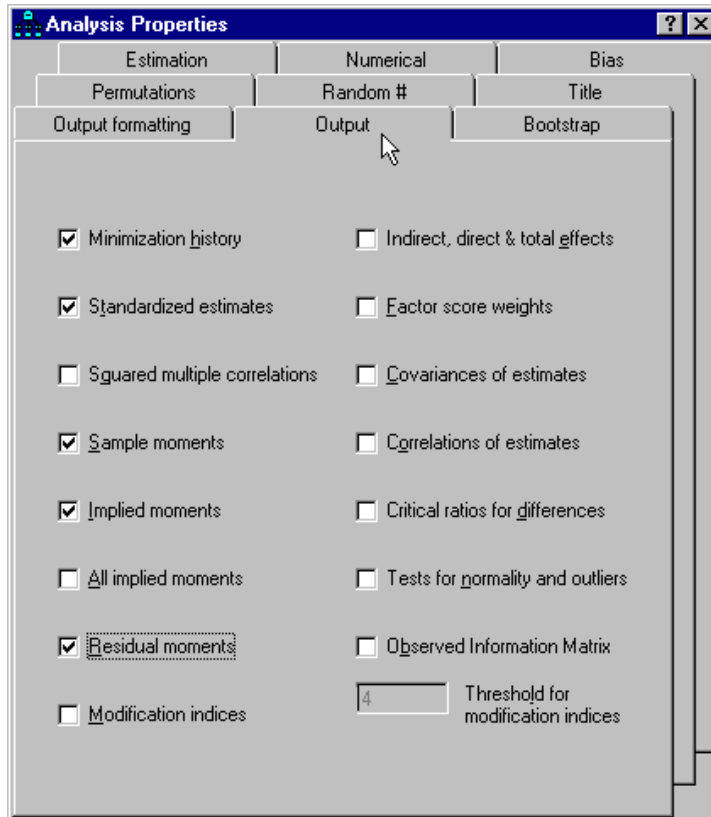 Analysis Properties
? ×
Estimation Numerical Bias
Permutations Random # Title
Output formatting Output Bootstrap
Minimization history
Indirect, direct & total effects
Standardized estimates
Factor score weights
Squared multiple correlations
Covariances of estimates
Sample moments
Correlations of estimates
Implied moments
Critical ratios for differences
All implied moments
Tests for normality and outliers
Residual moments
Observed Information Matrix
Modification indices
4
Threshold for
modification indices